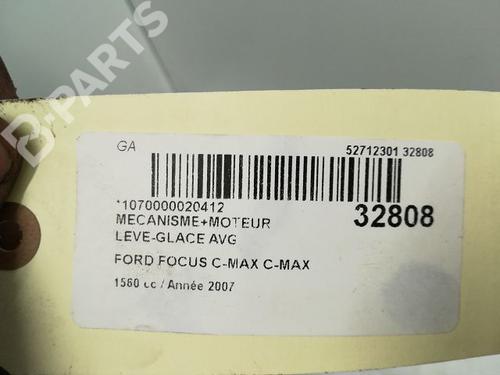 B-PARTS
GA
52712301 32808
*1070000020412
32808
MECANISME+MOTEUR
LEVE-GLACE AVG
FORD FOCUS C-MAX C-MAX
1560 cc / Année 2007